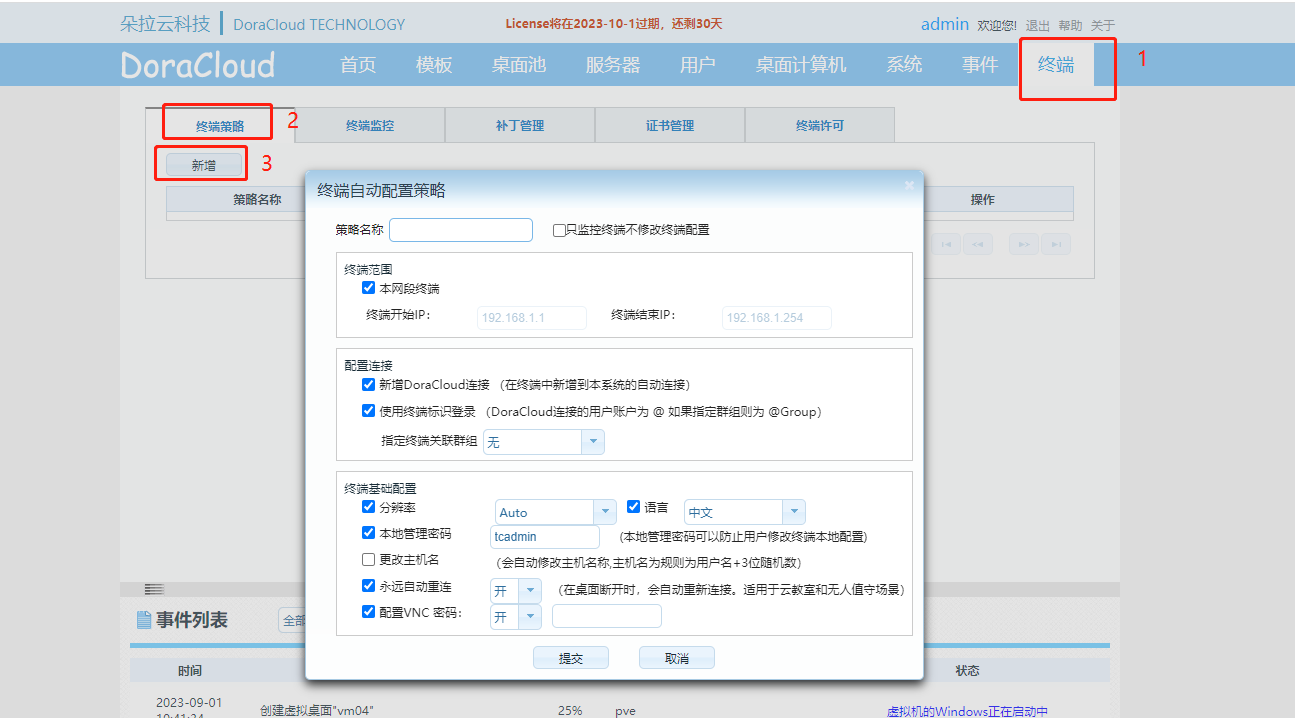 朵拉云科技 DoraCloud TECHNOLOGY License将在2023-10-1过期，还剩30天 admin 欢迎您! 退出 帮助 关于
DoraCloud 首页 模板 桌面池 服务器 用户 桌面计算机 系统 事件 终端 1
终端策略 2 终端监控 补丁管理 证书管理 终端许可
新增 3
终端自动配置策略
策略名称 操作
策略名称 只监控终端不修改终端配置
终端范围
本网段终端
终端开始IP： 192.168.1.1 终端结束IP： 192.168.1.254
配置连接
新增DoraCloud连接 （在终端中新增到本系统的自动连接）
使用终端标识登录 （DoraCloud连接的用户账户为 @ 如果指定群组则为 @Group）
指定终端关联群组 无
终端基础配置
分辨率 Auto 语言 中文
本地管理密码 tcadmin (本地管理密码可以防止用户修改终端本地配置)
更改主机名 （会自动修改主机名称,主机名为规则为用户名+3位随机数）
永远自动重连 开 （在桌面断开时，会自动重新连接。适用于云教室和无人值守场景）
配置VNC 密码： 开
事件列表 全部
提交 取消
时间 状态
2023-09-01 创建虚拟桌面"vm04" 25% pve 虚拟机的Windows正在启动中